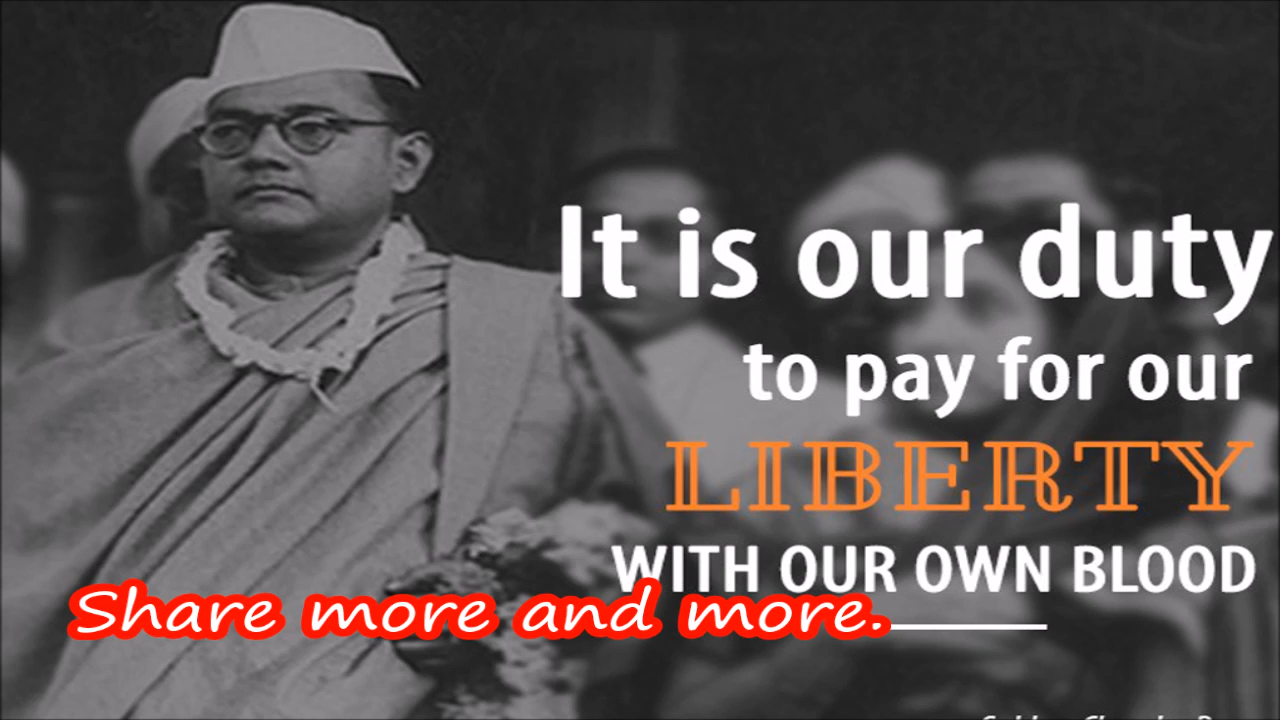 It is our duty
to pay for our
LIBERTY
WITH OUR OWN BLOOD
Share more and more.